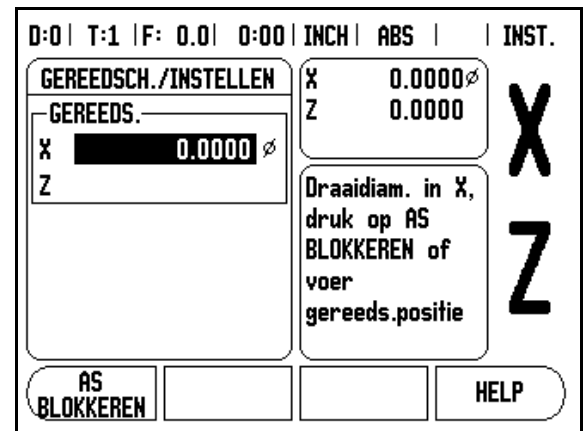 D:0 | T:1 | F: 0.0 | 0:00 | INCH | ABS | | INST.
GEREEDSCH./INSTELLEN
GEREEDS.
X 0.0000 ⌀
Z
X 0.0000⌀
Z 0.0000
Draaidiam. in X,
druk op AS
BLOKKEREN of
voer
gereeds.positie
X
Z
AS
BLOKKEREN
HELP